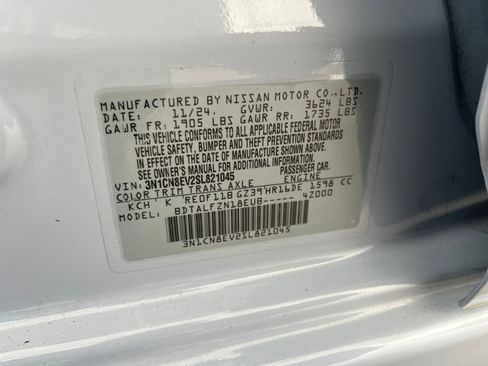 MANUFACTURED BY NISSAN MOTOR CO.,LTD.
DATE: 11/24. GVWR: 3624 LBS
GAWR FR: 1905 LBS GAWR RR: 1735 LBS
THIS VEHICLE CONFORMS TO ALL APPLICABLE FEDERAL MOTOR
VEHICLE SAFETY, BUMPER AND THEFT PREVENTION STANDARDS
IN EFFECT ON THE DATE OF MANUFACTURE SHOWN ABOVE.
SEE OWNER'S MANUAL FOR ADDITIONAL INFORMATION.
VIN: 3N1CN8EV2SL821045 PASSENGER CAR.
COLOR TRIM TRANS AXLE ENGINE
KCH K RE0F11B GZ39 HR16DE 1598 CC
BDTALFZN18EUB----- 4Z000
3N1CN8EV2SL821045